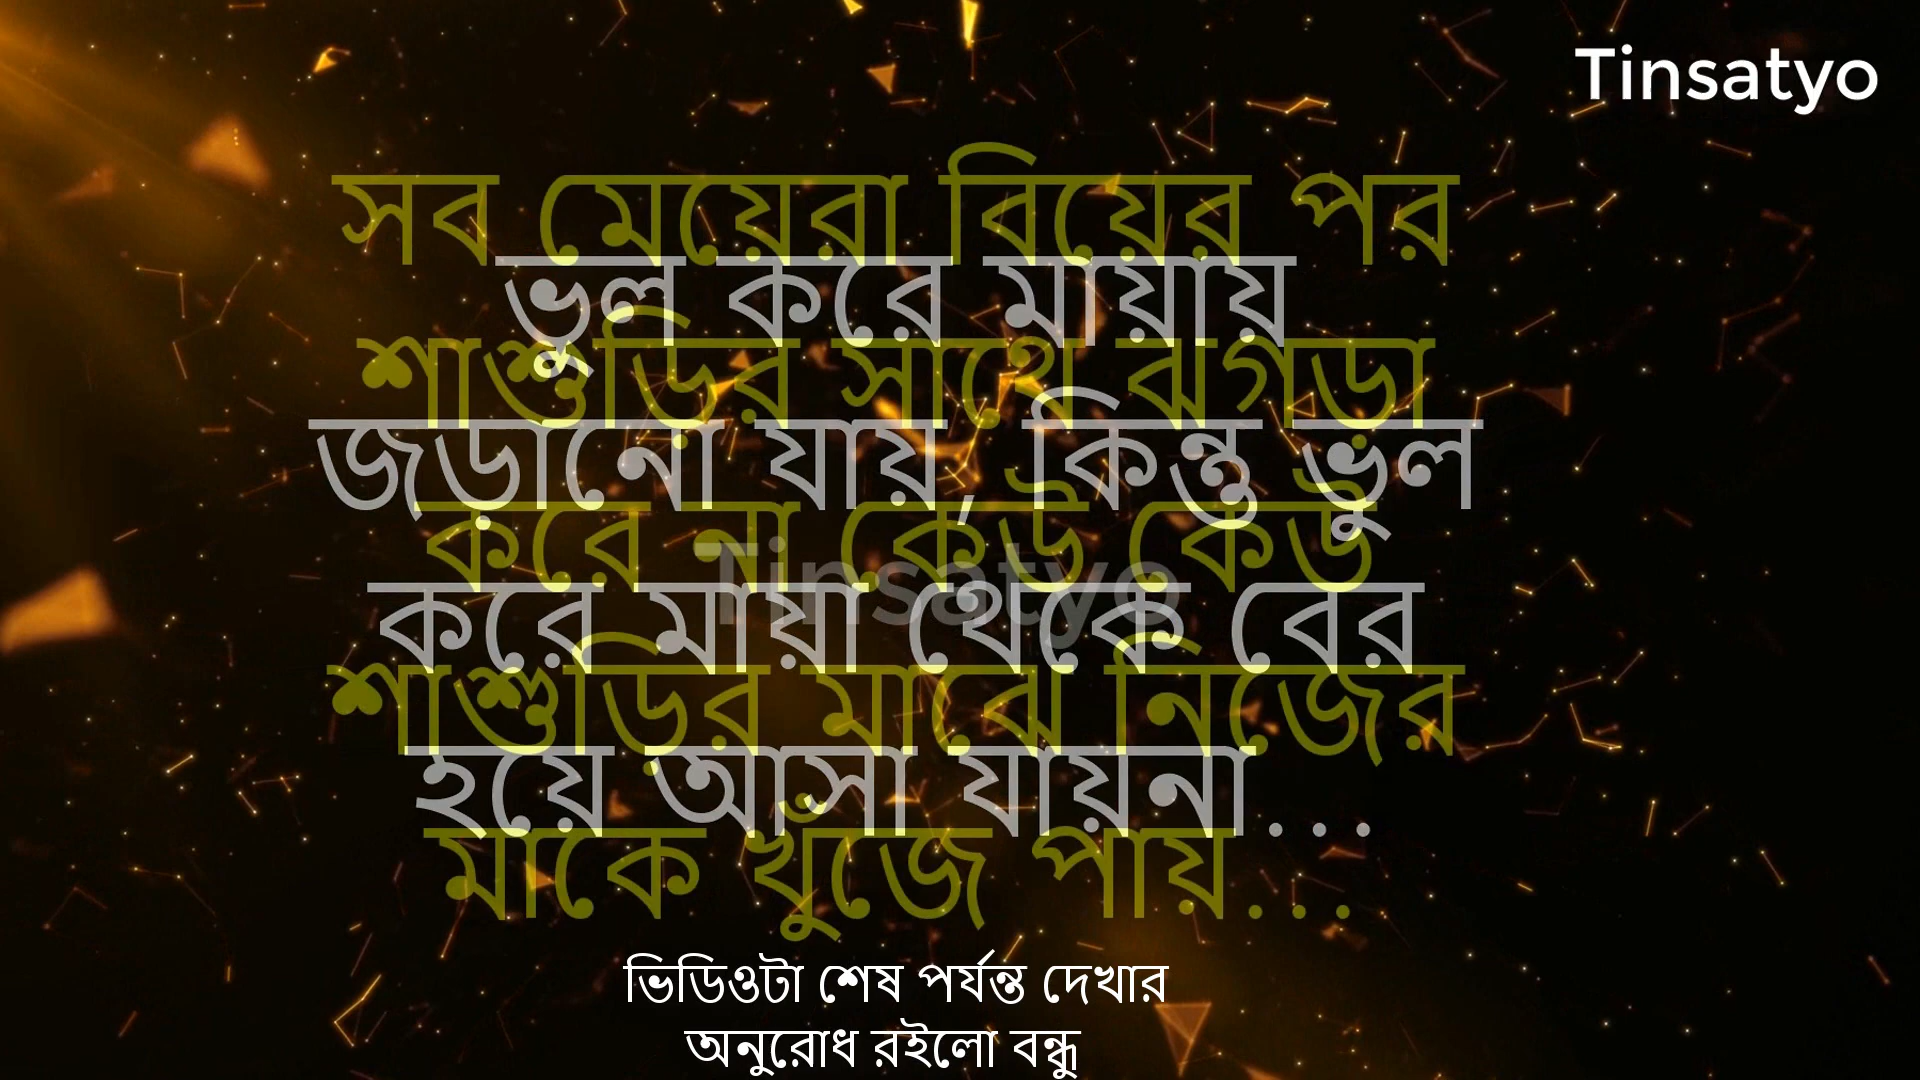 Tinsatyo
সব মেয়েরা বিয়ের পর
ভুল করে মায়ায়
শাশুড়ির সাথে ঝগড়া
জড়ানো যায়, কিন্তু ভুল
করে না কেউ কেউ
Tinsatyo
করে মায়া থেকে বের
শাশুড়ির মাঝে নিজের
হয়ে আসা যায়না...
মাকে খুঁজে পায়...
ভিডিওটা শেষ পর্যন্ত দেখার
অনুরোধ রইলো বন্ধু